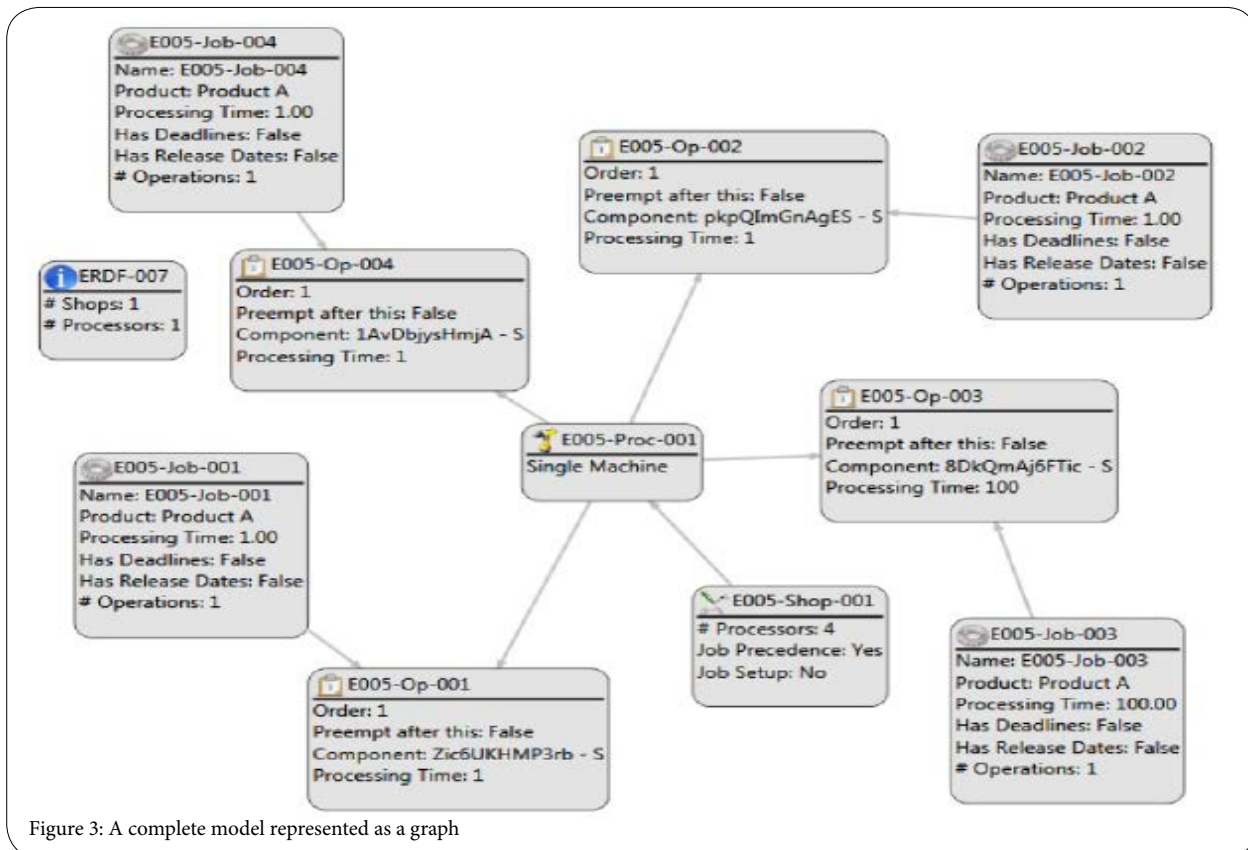 E005-Job-004
Name: E005-Job-004
Product: Product A
Processing Time: 1.00
Has Deadlines: False
Has Release Dates: False
# Operations: 1
E005-Op-002
Order: 1
Preempt after this: False
Component: pkpQImGnAgES - S
Processing Time: 1
E005-Job-002
Name: E005-Job-002
Product: Product A
Processing Time: 1.00
Has Deadlines: False
Has Release Dates: False
# Operations: 1
ERDF-007
# Shops: 1
# Processors: 1
E005-Op-004
Order: 1
Preempt after this: False
Component: 1AvDbjysHmjA - S
Processing Time: 1
E005-Op-003
Order: 1
Preempt after this: False
Component: 8DkQmAj6FTic - S
Processing Time: 100
E005-Proc-001
Single Machine
E005-Job-001
Name: E005-Job-001
Product: Product A
Processing Time: 1.00
Has Deadlines: False
Has Release Dates: False
# Operations: 1
E005-Shop-001
# Processors: 4
Job Precedence: Yes
Job Setup: No
E005-Job-003
Name: E005-Job-003
Product: Product A
Processing Time: 100.00
Has Deadlines: False
Has Release Dates: False
# Operations: 1
E005-Op-001
Order: 1
Preempt after this: False
Component: Zic6UKHMP3rb - S
Processing Time: 1
Figure 3: A complete model represented as a graph